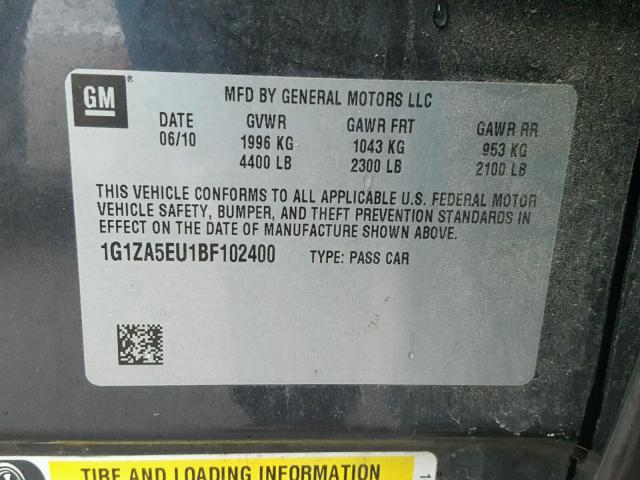 GM ®
MFD BY GENERAL MOTORS LLC
DATE GVWR GAWR FRT GAWR RR
06/10 1996 KG 1043 KG 953 KG
4400 LB 2300 LB 2100 LB
THIS VEHICLE CONFORMS TO ALL APPLICABLE U.S. FEDERAL MOTOR
VEHICLE SAFETY, BUMPER, AND THEFT PREVENTION STANDARDS IN
EFFECT ON THE DATE OF MANUFACTURE SHOWN ABOVE.
1G1ZA5EU1BF102400 TYPE: PASS CAR
TIRE AND LOADING INFORMATION